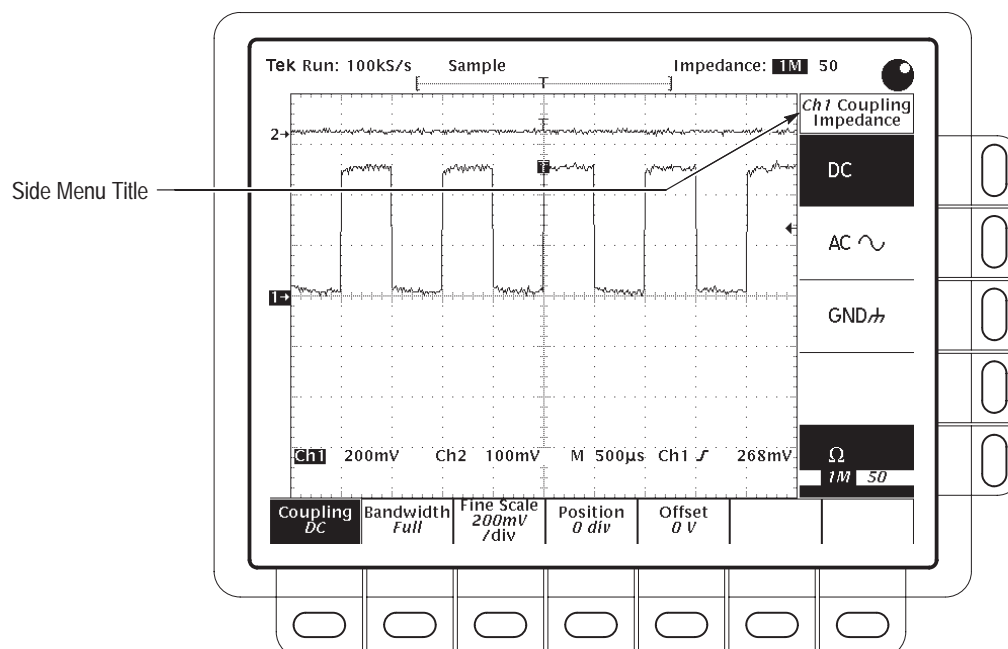 Tek Run: 100kS/s Sample Impedance: 1M 50
Ch1 Coupling
Impedance
T
T
2
T
DC
Side Menu Title
AC
1
GND
Ch1 200mV Ch2 100mV M 500µs Ch1 268mV
Ω
1M 50
Coupling
DC
Bandwidth
Full
Fine Scale
200mV
/div
Position
0 div
Offset
0 V